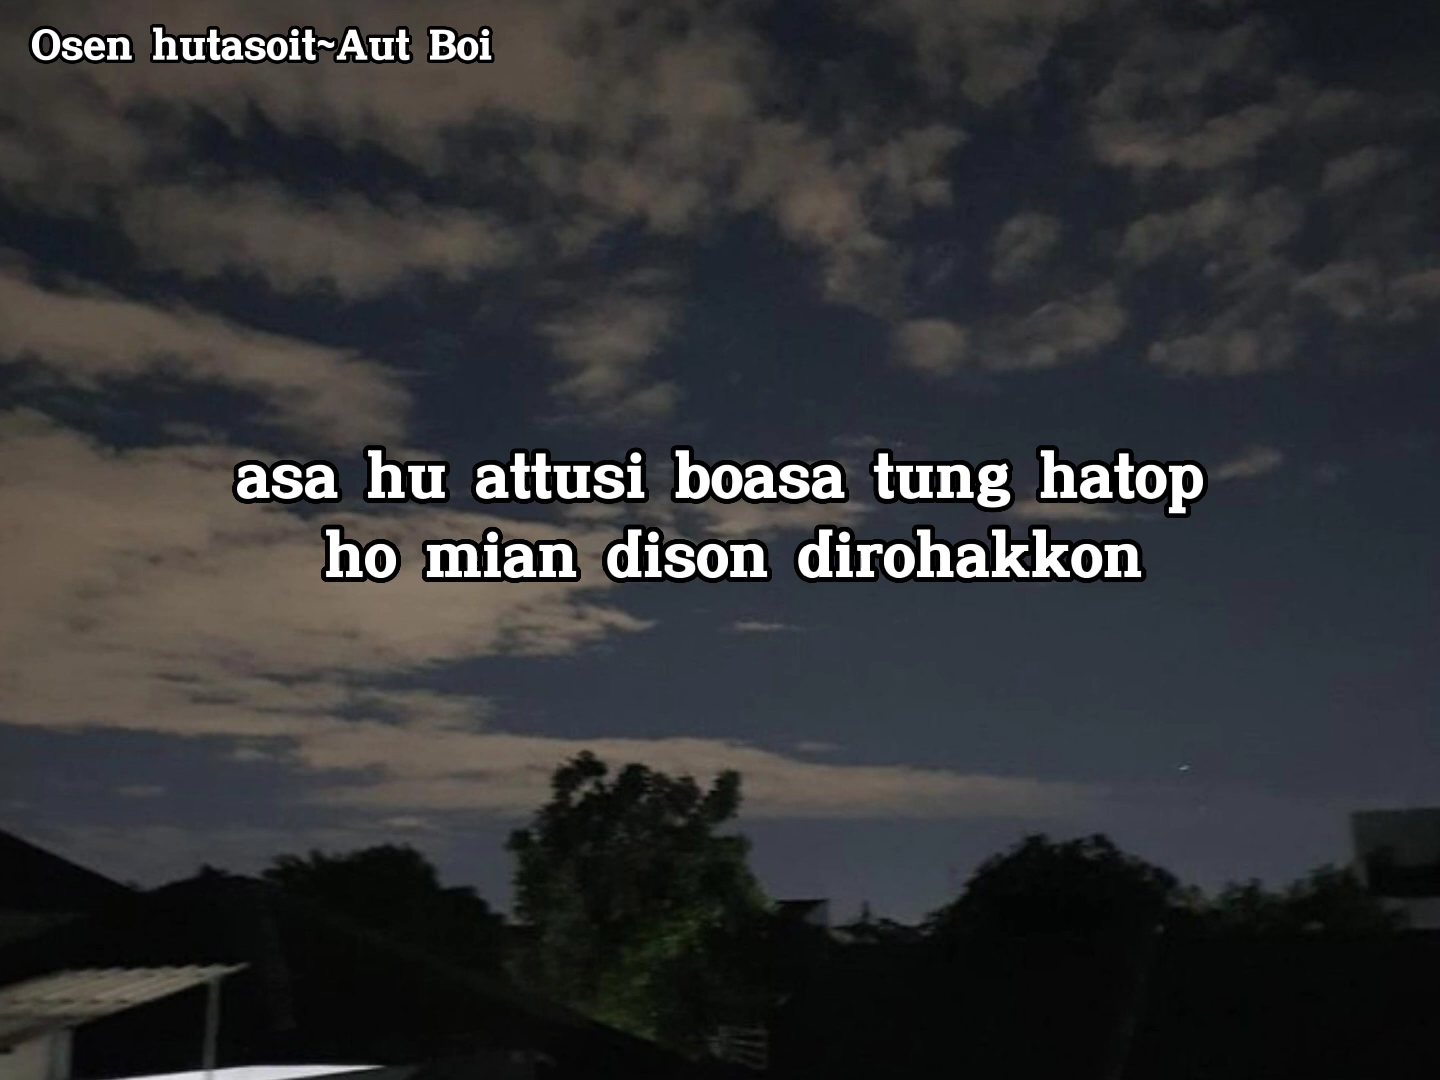 Osen hutasoit~Aut Boi
asa hu attusi boasa tung hatop
ho mian dison dirohakkon